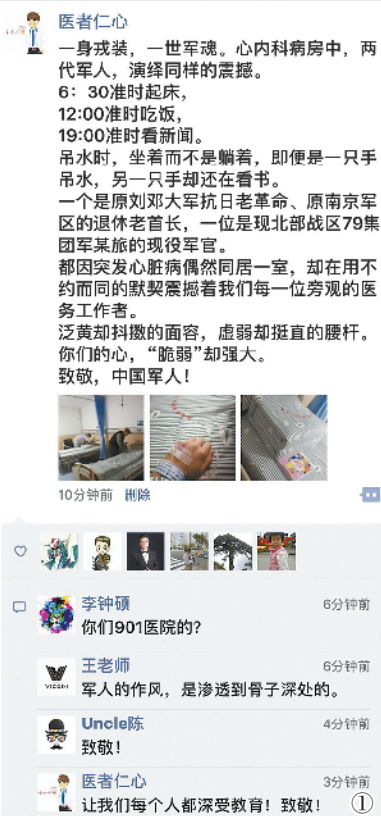 医者仁心
一身戎装，一世军魂。心内科病房中，两
代军人，演绎同样的震撼。
6：30准时起床，
12:00准时吃饭，
19:00准时看新闻。
吊水时，坐着而不是躺着，即便是一只手
吊水，另一只手却还在看书。
一个是原刘邓大军抗日老革命、原南京军
区的退休老首长，一位是现北部战区79集
团军某旅的现役军官。
都因突发心脏病偶然同居一室，却在用不
约而同的默契震撼着我们每一位旁观的医
务工作者。
泛黄却抖擞的面容，虚弱却挺直的腰杆。
你们的心，“脆弱”却强大。
致敬，中国军人！
10分钟前 删除
李钟硕 6分钟前
你们901医院的？
王老师 6分钟前
军人的作风，是渗透到骨子深处的。
Uncle陈 4分钟前
致敬！
医者仁心 3分钟前
让我们每个人都深受教育！致敬！
①